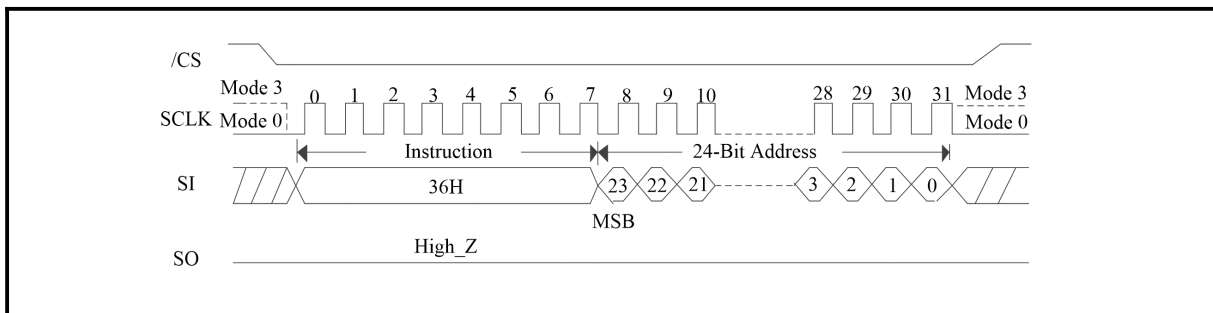 /CS
Mode 3
0 1 2 3 4 5 6 7 8 9 10 28 29 30 31 Mode 3
SCLK Mode 0 Mode 0
Instruction 24-Bit Address
SI 36H 23 22 21 3 2 1 0
MSB
High_Z
SO